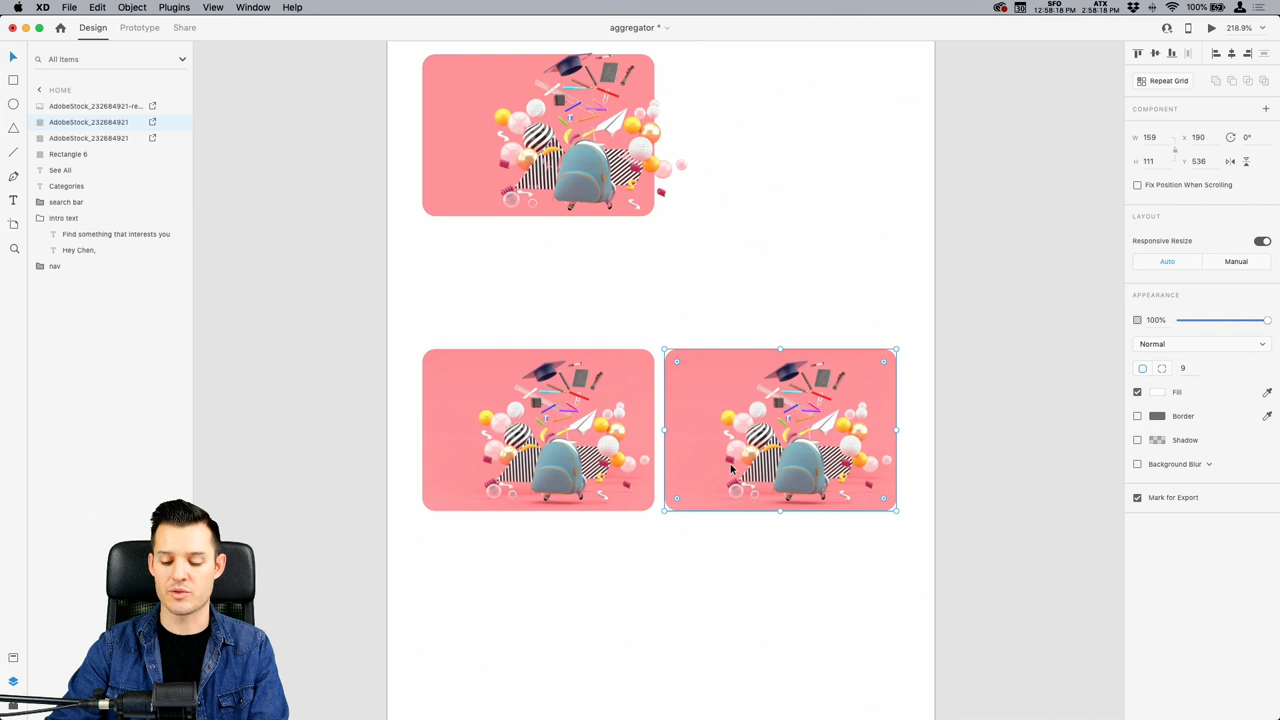 XD File Edit Object Plugins View Window Help
SFO
12:58:18 PM
ATX
2:58:18 PM
100%
Design Prototype Share
aggregator *
218.9%
All Items
HOME
AdobeStock_232684921-re...
AdobeStock_232684921
AdobeStock_232684921
Rectangle 6
See All
Categories
search bar
intro text
Find something that interests you
Hey Chen,
nav
Repeat Grid
COMPONENT
W 159 X 190 0°
H 111 Y 536
Fix Position When Scrolling
LAYOUT
Responsive Resize
Auto Manual
APPEARANCE
100%
Normal
9
Fill
Border
Shadow
Background Blur
Mark for Export